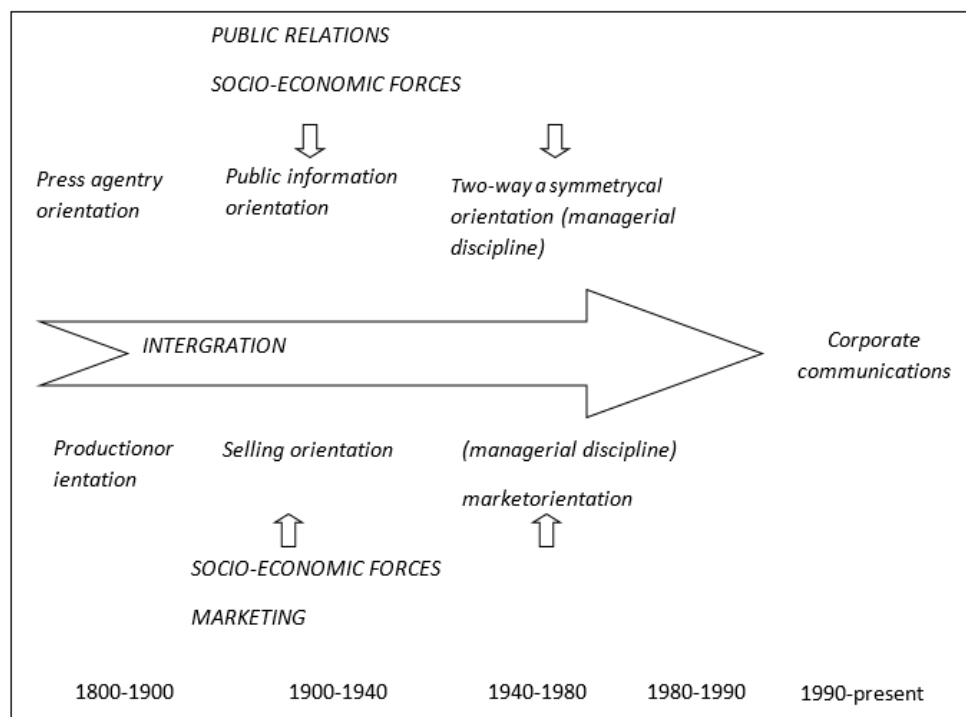 PUBLIC RELATIONS
SOCIO-ECONOMIC FORCES
Press agentry
orientation
Public information
orientation
Two-way a symmetrycal
orientation (managerial
discipline)
INTERGRATION
Corporate
communications
Productionor
ientation
Selling orientation
(managerial discipline)
marketorientation
SOCIO-ECONOMIC FORCES
MARKETING
1800-1900 1900-1940 1940-1980 1980-1990 1990-present